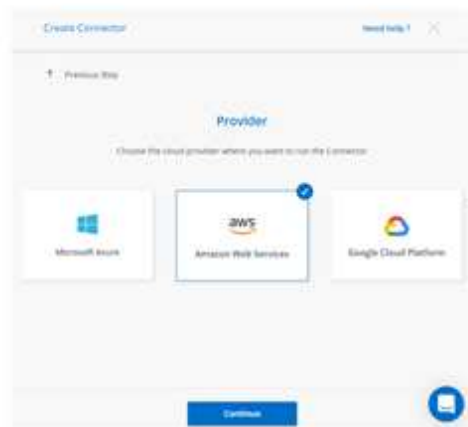 Create Connector
Need help ?
Previous Step
Provider
Choose the cloud provider where you want to run the Connector
aws
Microsoft Azure
Amazon Web Services
Google Cloud Platform
Continue